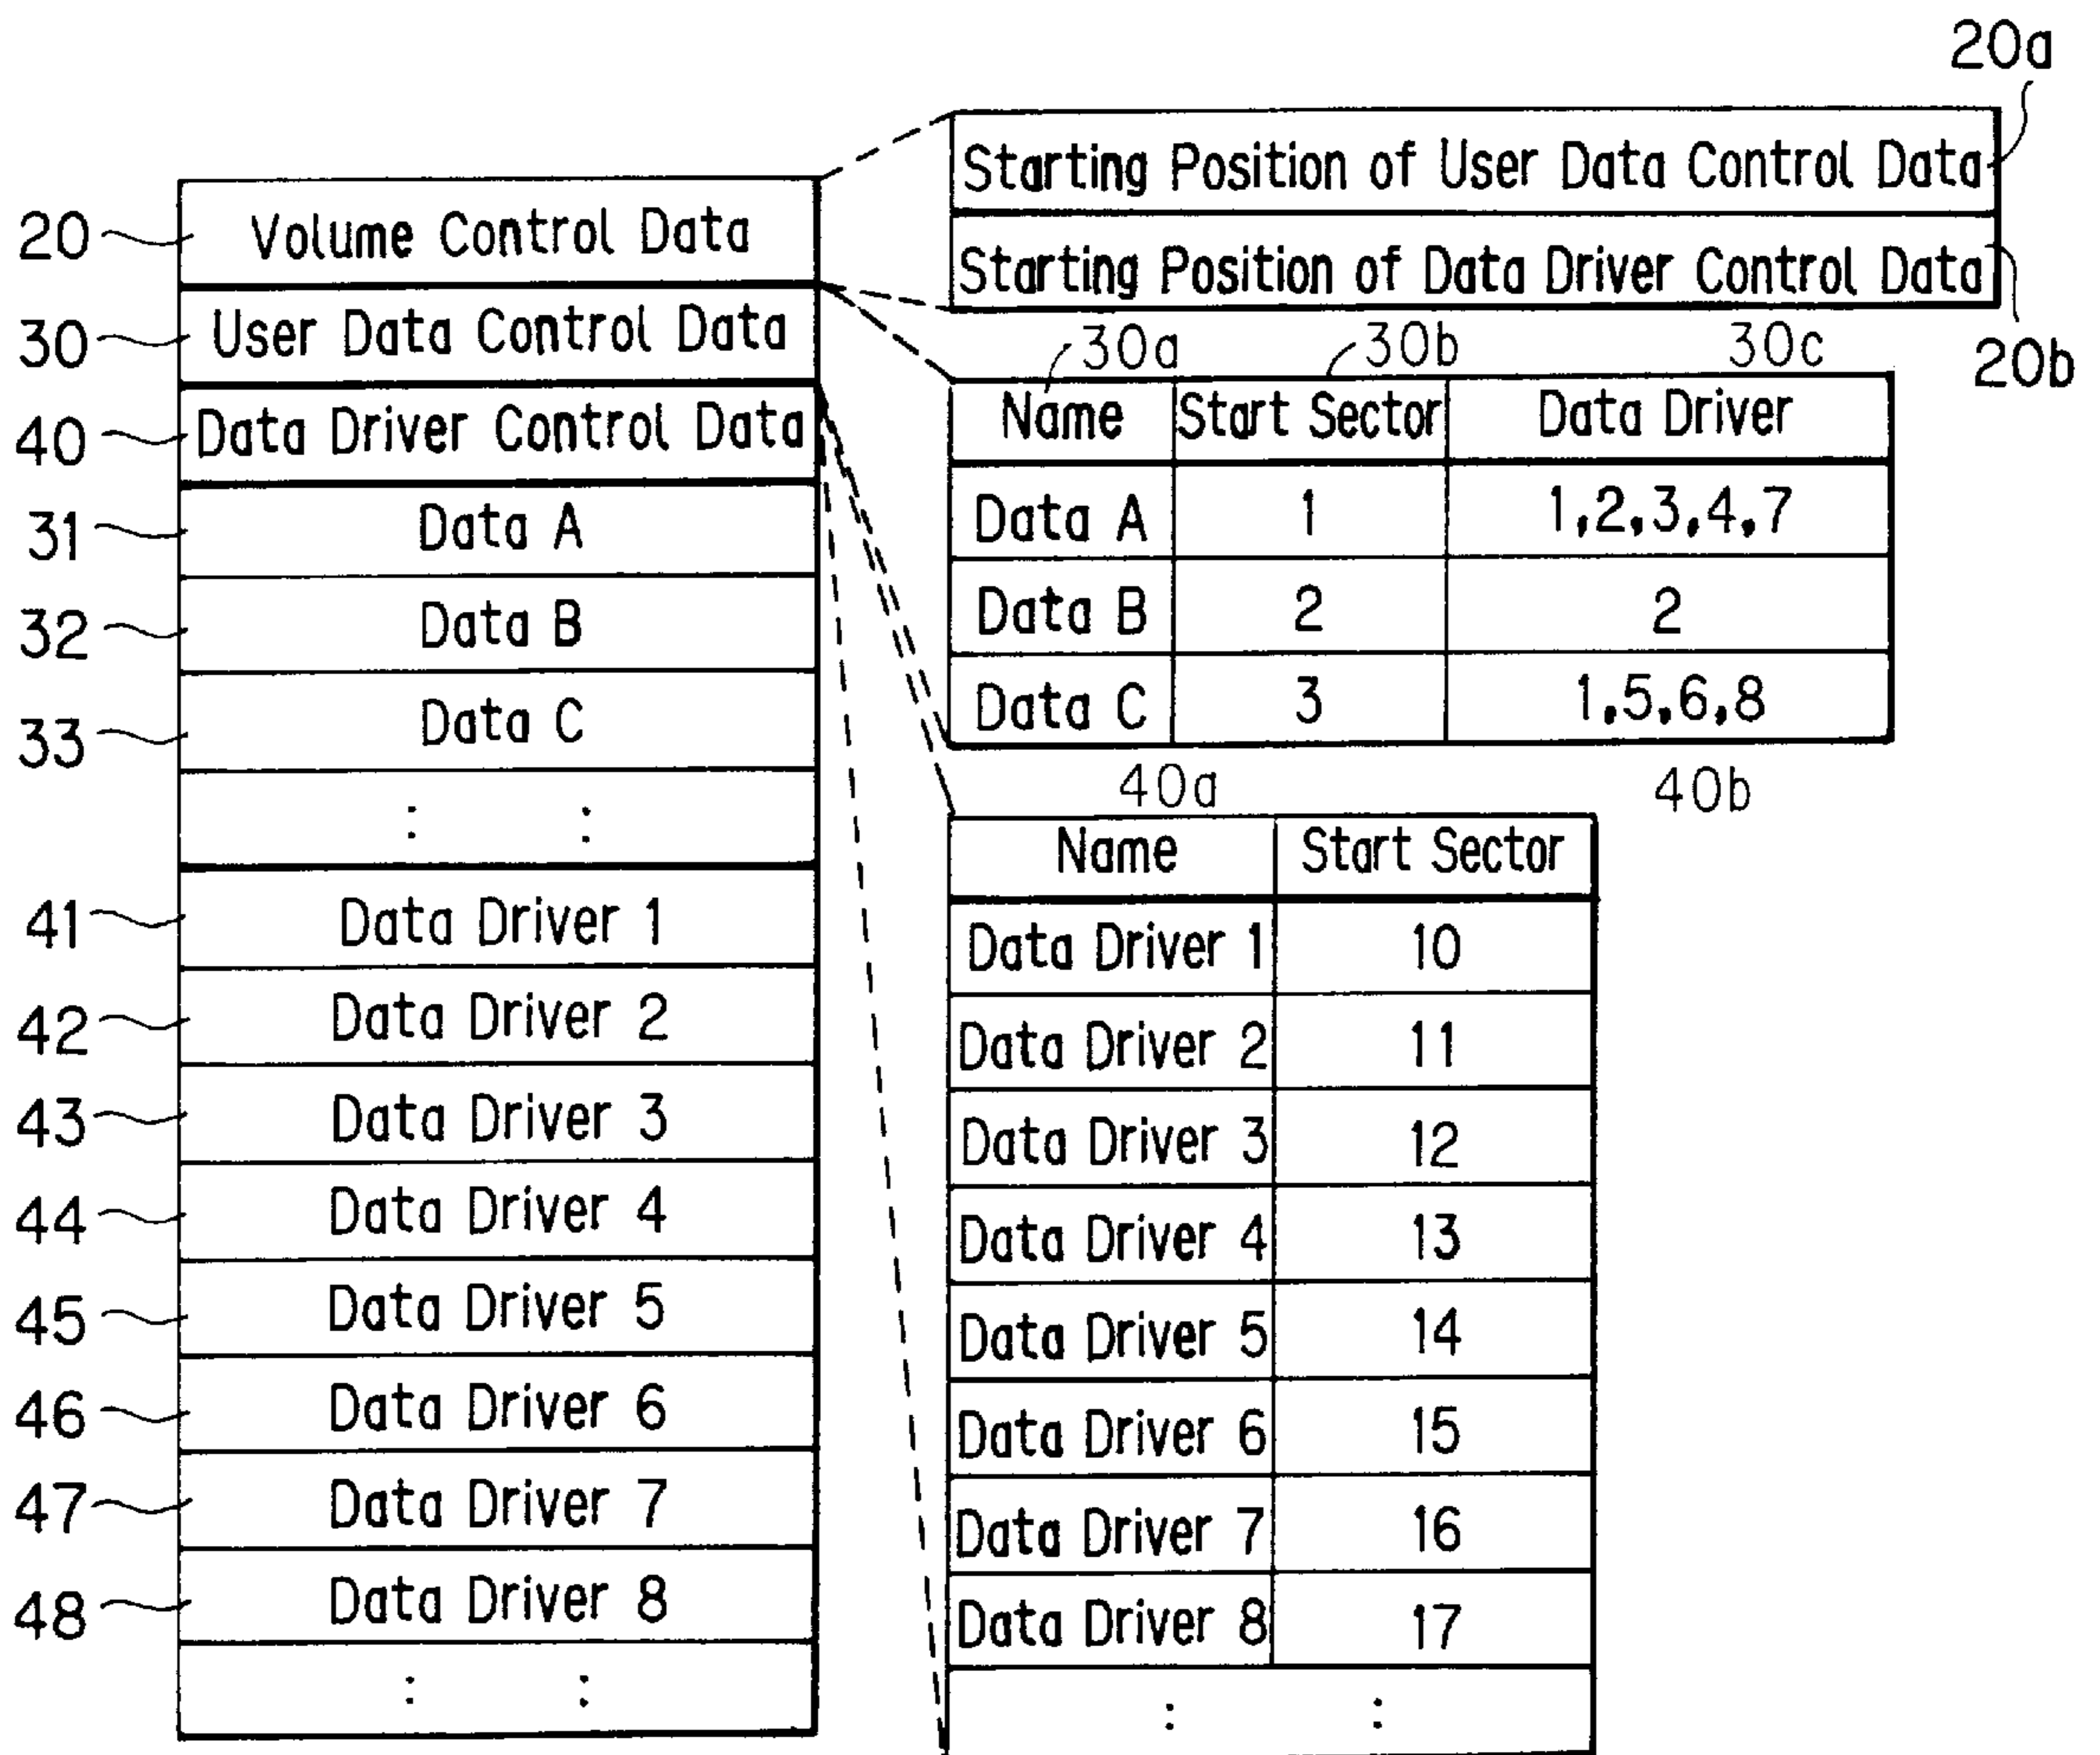 20a
Starting Position of User Data Control Data
Starting Position of Data Driver Control Data
20b
20 Volume Control Data
30 User Data Control Data
40 Data Driver Control Data
31 Data A
32 Data B
33 Data C
: :
41 Data Driver 1
42 Data Driver 2
43 Data Driver 3
44 Data Driver 4
45 Data Driver 5
46 Data Driver 6
47 Data Driver 7
48 Data Driver 8
: :
30a 30b 30c
Name Start Sector Data Driver
Data A 1 1,2,3,4,7
Data B 2 2
Data C 3 1,5,6,8
40a 40b
Name Start Sector
Data Driver 1 10
Data Driver 2 11
Data Driver 3 12
Data Driver 4 13
Data Driver 5 14
Data Driver 6 15
Data Driver 7 16
Data Driver 8 17
: :